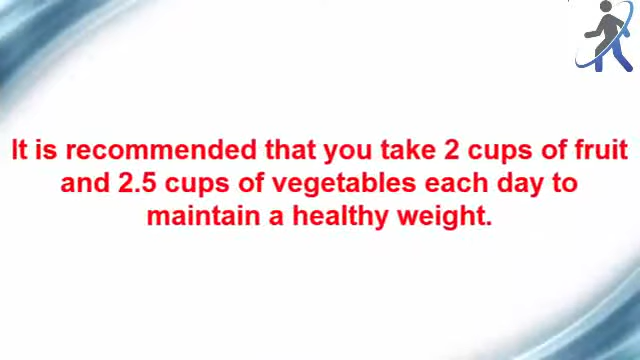 It is recommended that you take 2 cups of fruit
and 2.5 cups of vegetables each day to
maintain a healthy weight.